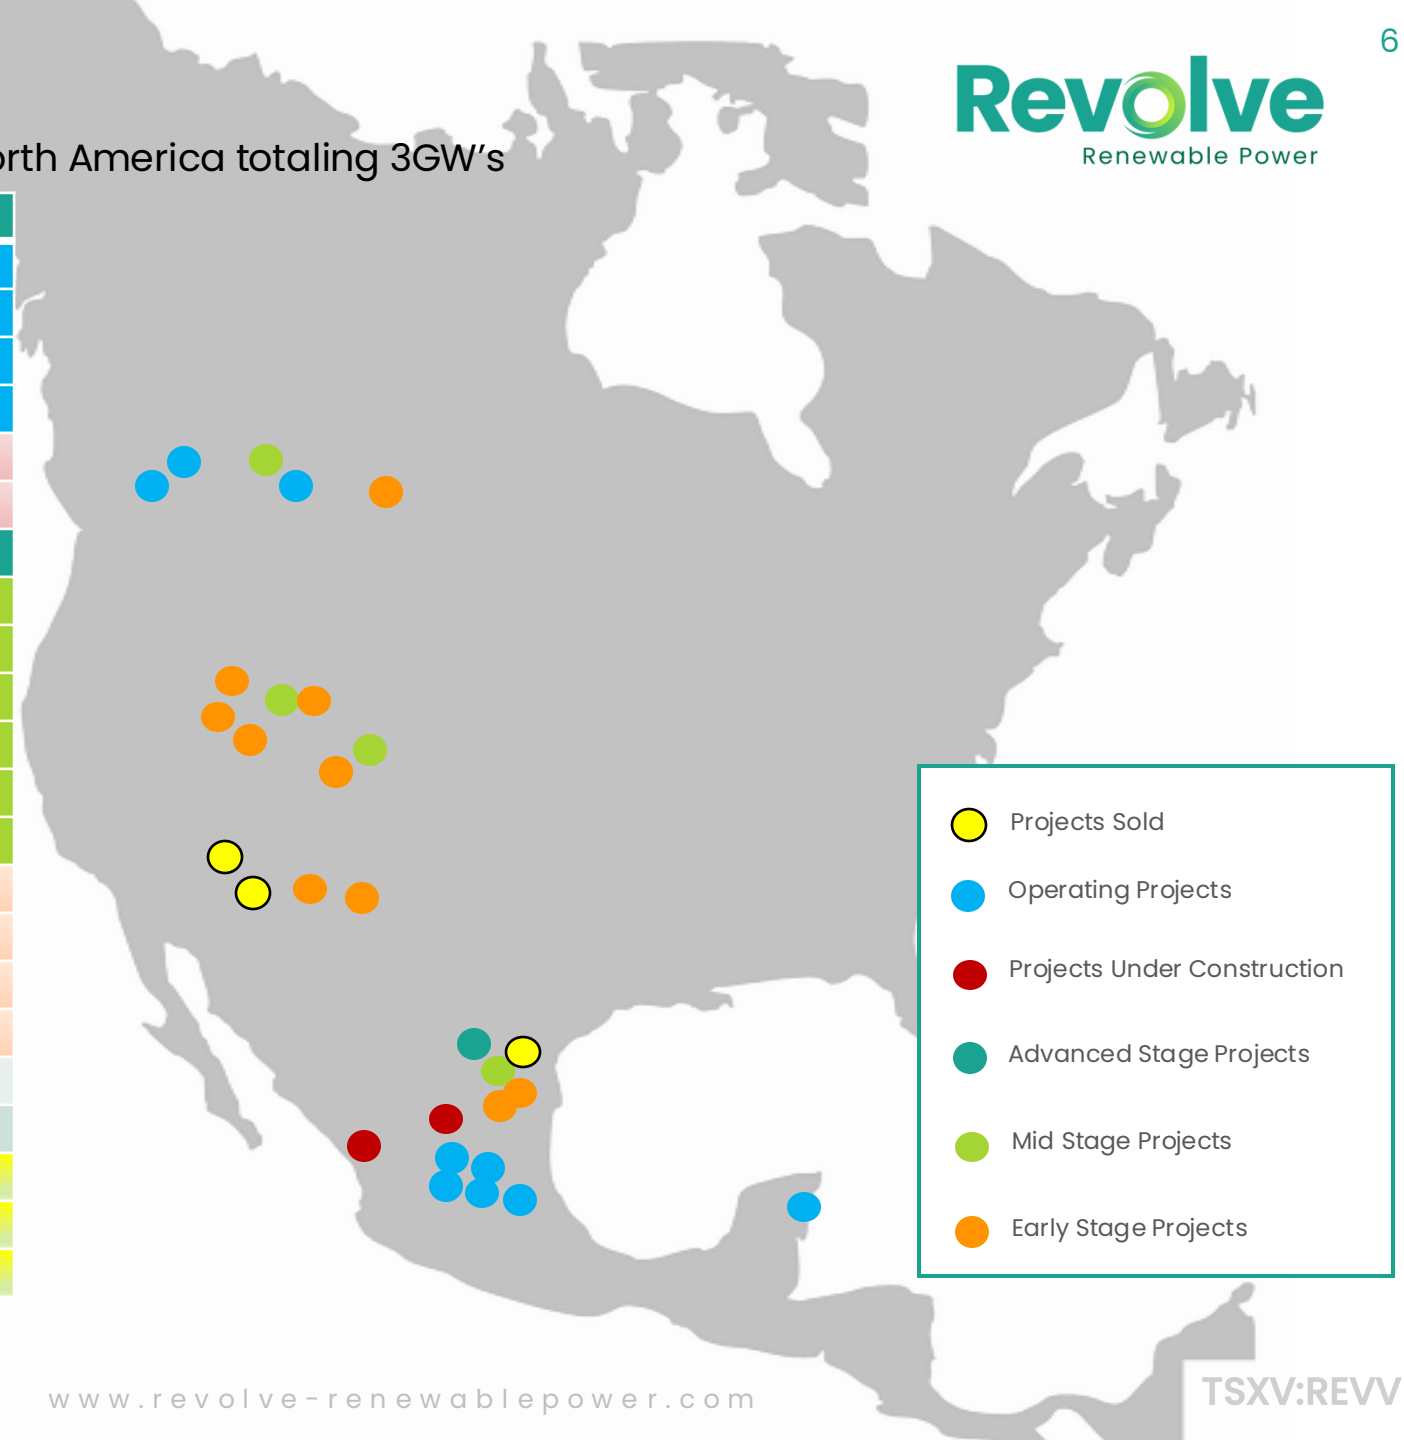 6
Revolve
Renewable Power
orth America totaling 3GW’s
Projects Sold
Operating Projects
Projects Under Construction
Advanced Stage Projects
Mid Stage Projects
Early Stage Projects
www.revolve-renewablepower.com
TSXV:REVV